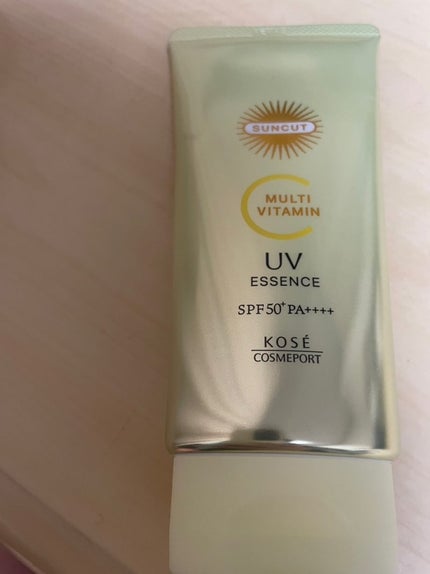 SUNCUT
MULTI
VITAMIN
UV
ESSENCE
SPF50+ PA++++
KOSÉ
COSMEPORT